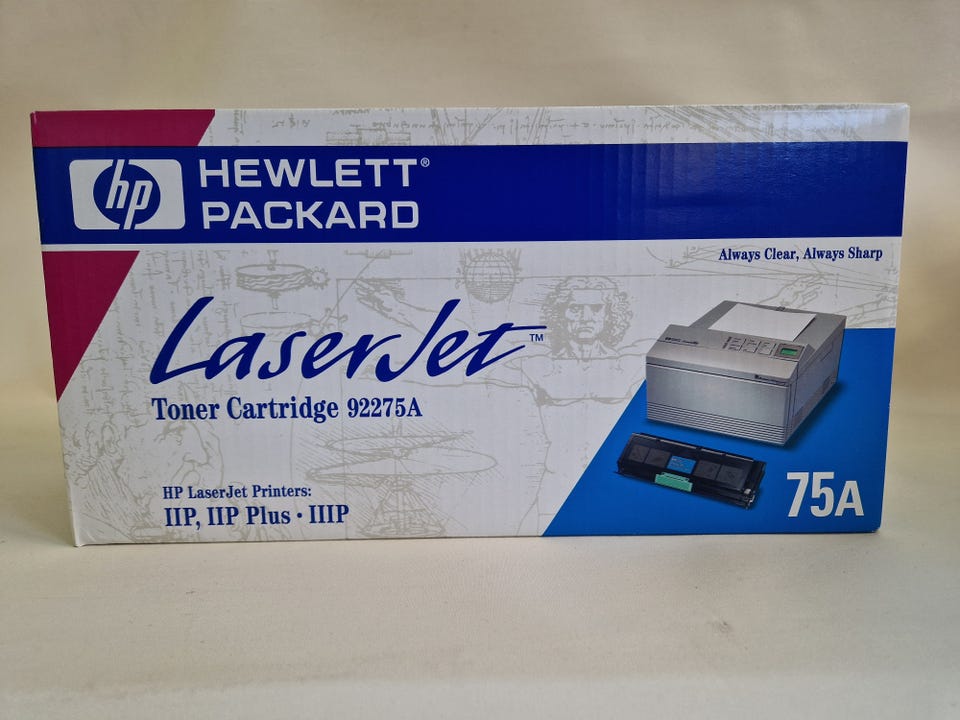 hp
HEWLETT®
PACKARD
Always Clear, Always Sharp
LaserJet™
Toner Cartridge 92275A
HP LaserJet Printers:
IIP, IIP Plus · IIIP
75A